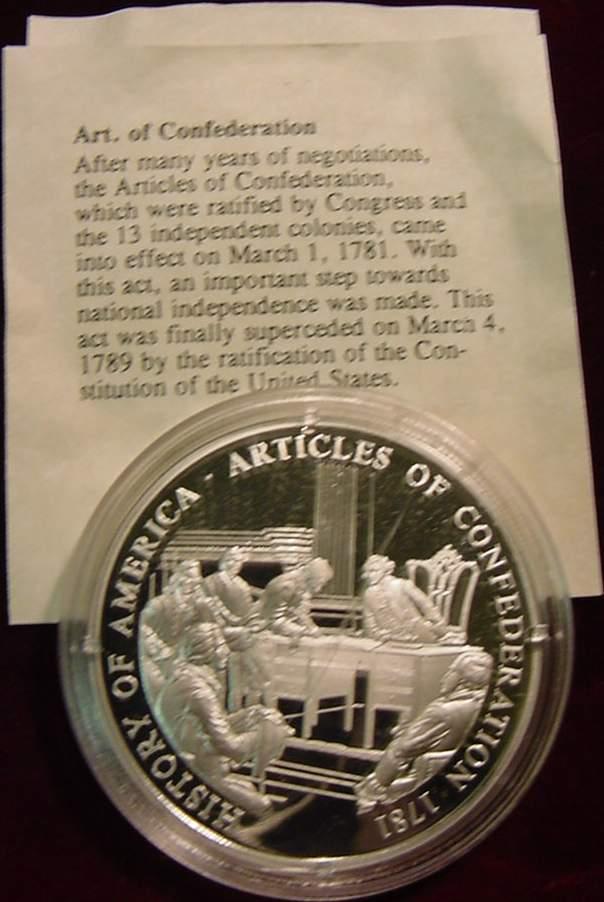 Art. of Confederation
After many years of negotiations,
the Articles of Confederation,
which were ratified by Congress and
the 13 independent colonies, came
into effect on March 1, 1781. With
this act, an important step towards
national independence was made. This
act was finally superceded on March 4,
1789 by the ratification of the Con-
stitution of the United States.
HISTORY OF AMERICA · ARTICLES OF CONFEDERATION · 1781